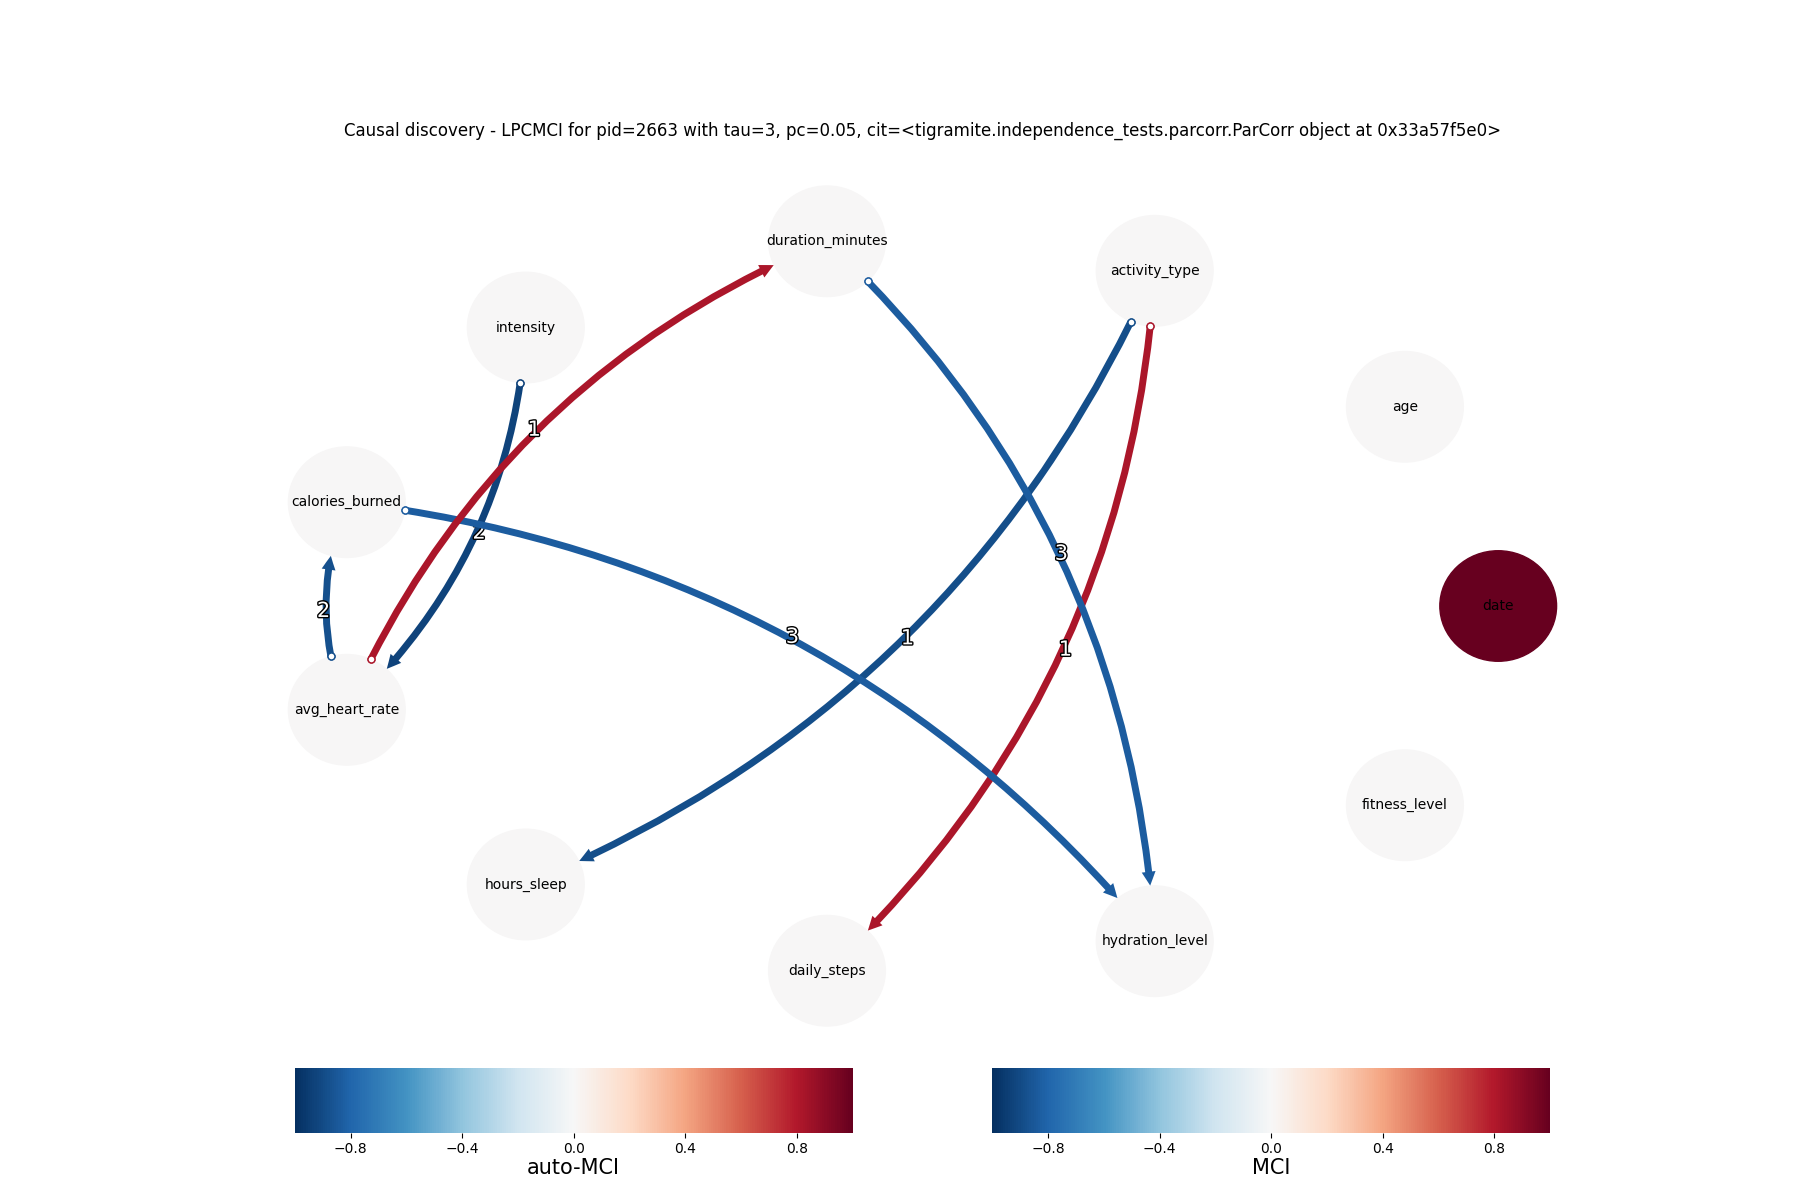 Causal discovery - LPCMCI for pid=2663 with tau=3, pc=0.05, cit=<tigramite.independence_tests.parcorr.ParCorr object at 0x33a57f5e0>
duration_minutes
activity_type
intensity
age
1
calories_burned
2
3
date
2
3
1
1
avg_heart_rate
fitness_level
hours_sleep
hydration_level
daily_steps
−0.8 −0.4 0.0 0.4 0.8
auto-MCI
−0.8 −0.4 0.0 0.4 0.8
MCI